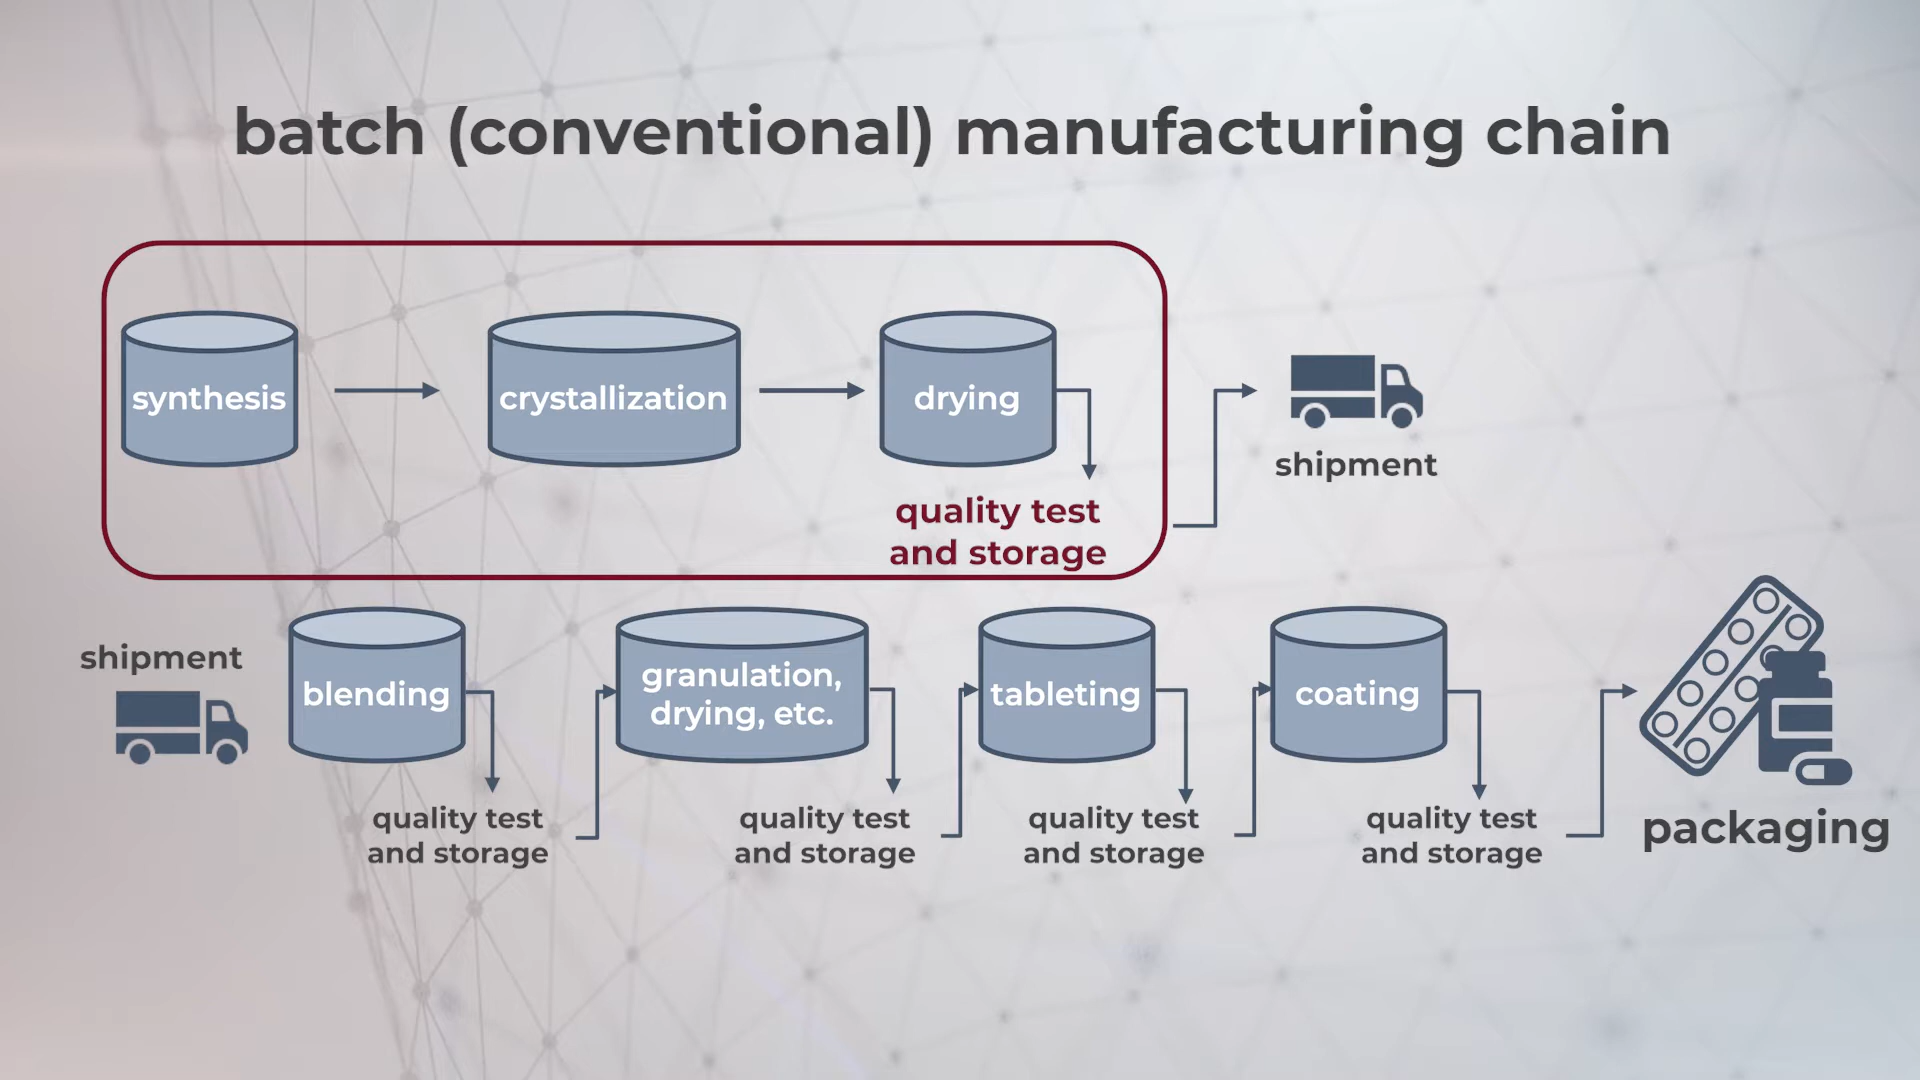 batch (conventional) manufacturing chain
synthesis
crystallization
drying
quality test
and storage
shipment
shipment
blending
quality test
and storage
granulation,
drying, etc.
quality test
and storage
tableting
quality test
and storage
coating
quality test
and storage
packaging